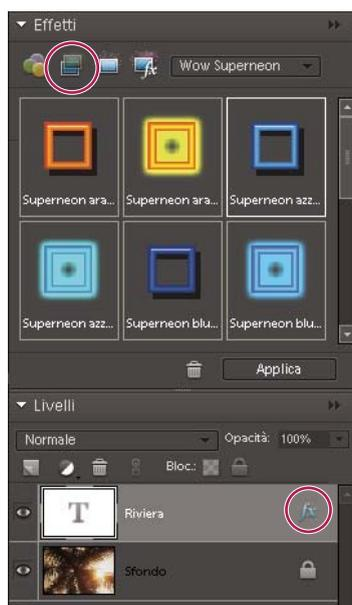 Effetti
Wow Superneon
Superneon ara... Superneon ara... Superneon azz...
Superneon azz... Superneon blu... Superneon blu...
Applica
Livelli
Normale Opacità: 100%
Bloc.:
T Riviera fx
Sfondo